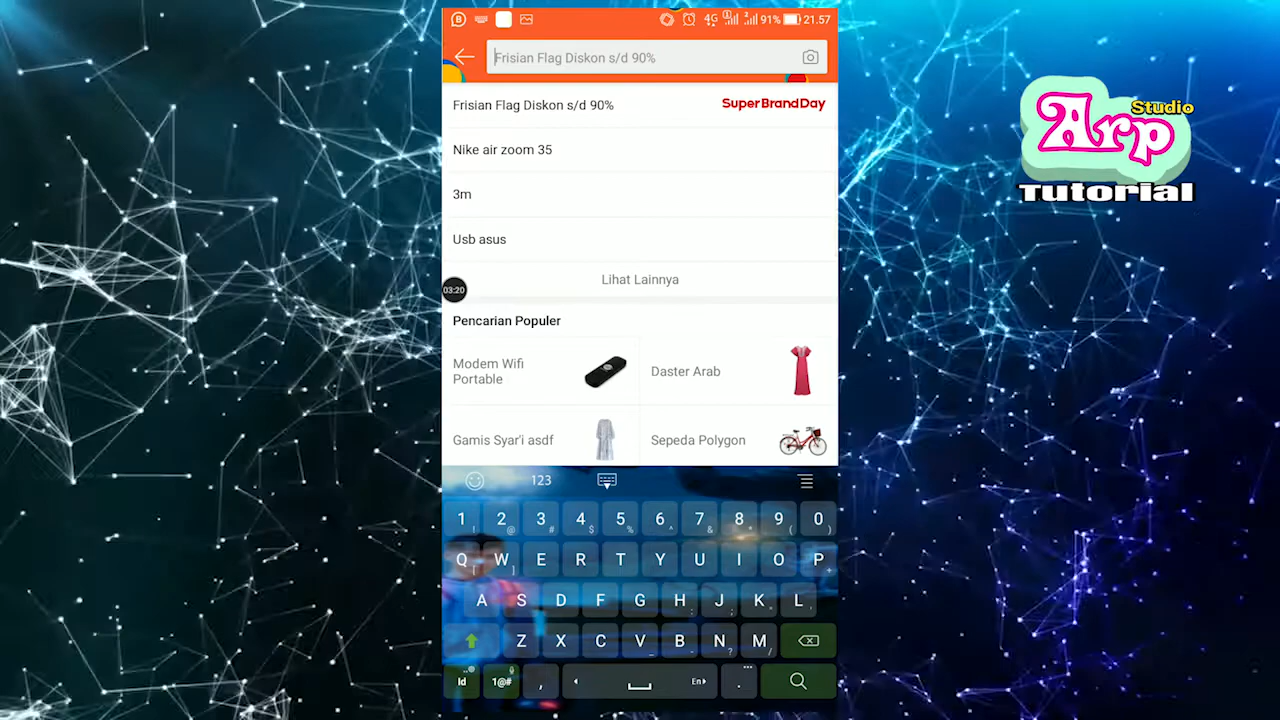 4G 91% 21.57
Frisian Flag Diskon s/d 90%
Frisian Flag Diskon s/d 90% SuperBrandDay
Nike air zoom 35
3m
Usb asus
Lihat Lainnya
03:20
Pencarian Populer
Modem Wifi
Portable
Daster Arab
Gamis Syar'i asdf
Sepeda Polygon
123
1 2 3 4 5 6 7 8 9 0
Q W E R T Y U I O P
A S D F G H J K L
Z X C V B N M
Id 1@# , En .
Arp Studio
Tutorial